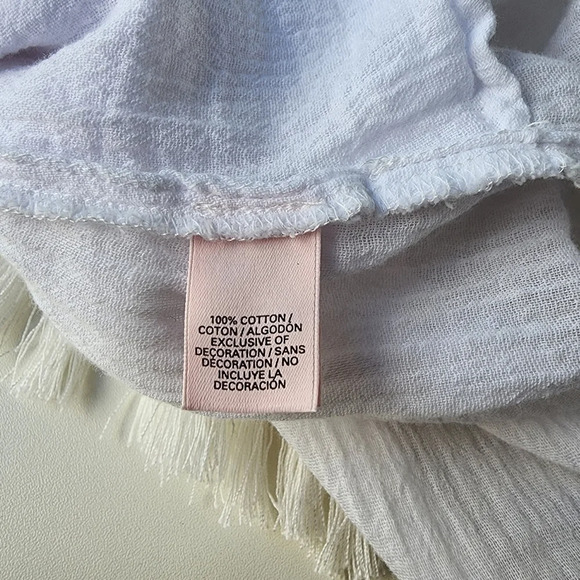 100% COTTON /
COTON / ALGODÓN
EXCLUSIVE OF
DECORATION / SANS
DÉCORATION / NO
INCLUYE LA
DECORACIÓN